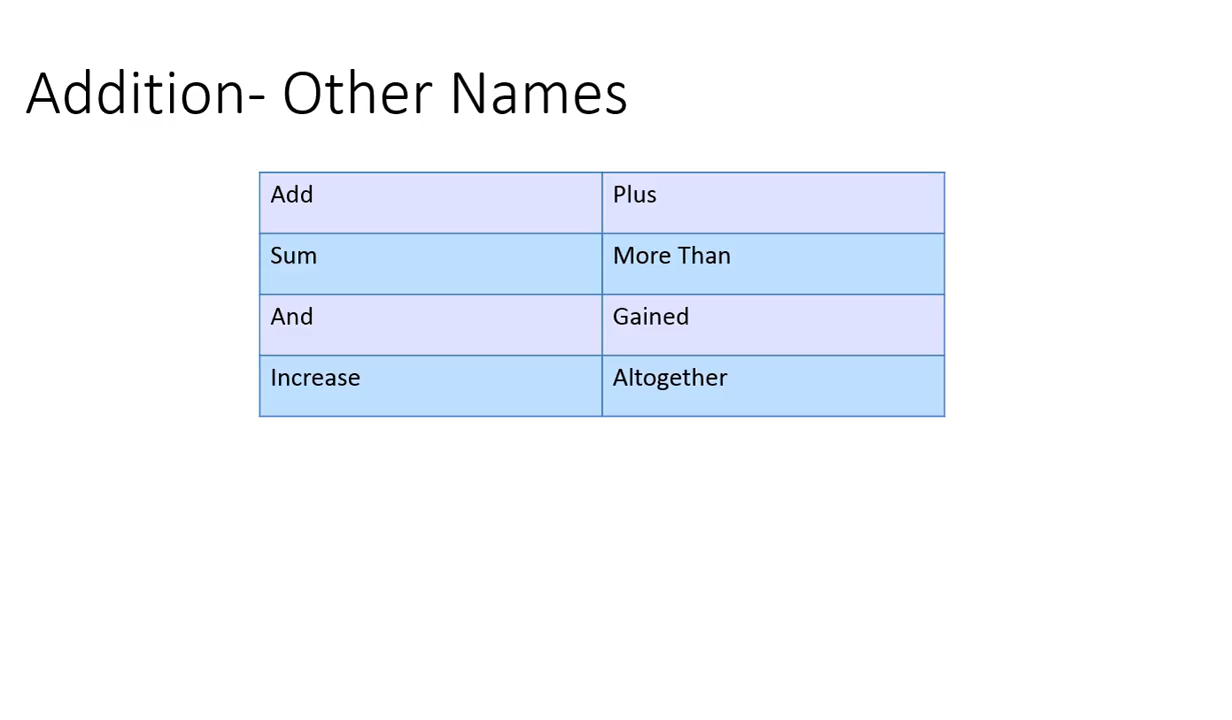 Addition- Other Names
Add Plus
Sum More Than
And Gained
Increase Altogether